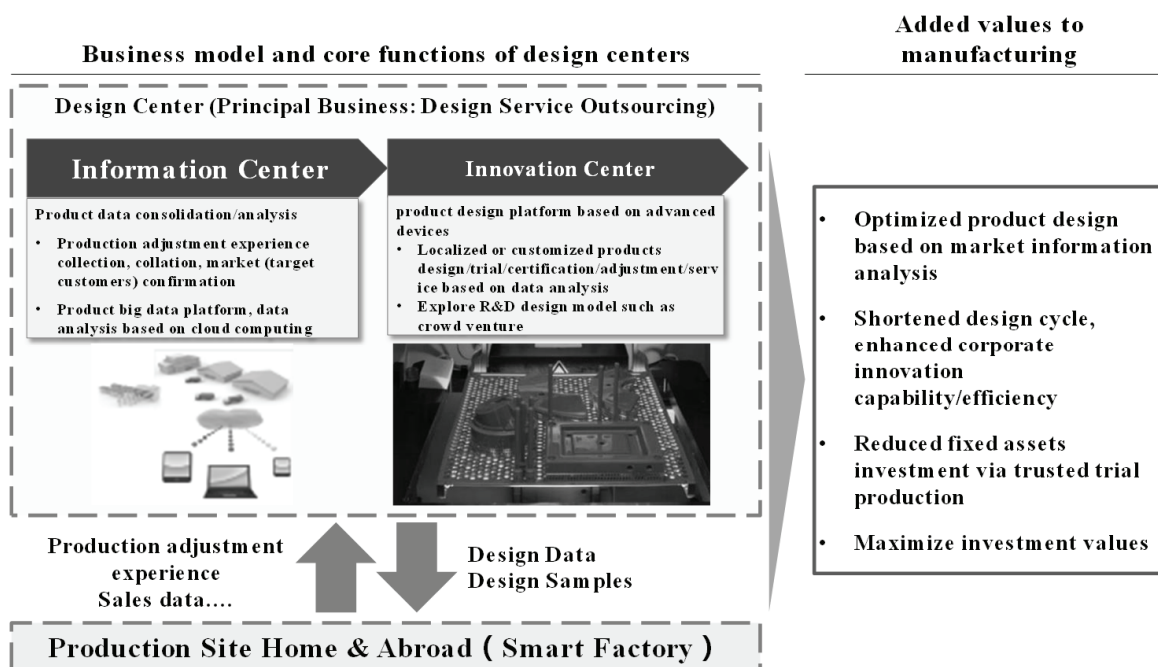 Business model and core functions of design centers
Added values to
manufacturing
Design Center (Principal Business: Design Service Outsourcing)
Information Center
Innovation Center
Product data consolidation/analysis
• Production adjustment experience
collection, collation, market (target
customers) confirmation
• Product big data platform, data
analysis based on cloud computing
product design platform based on advanced
devices
• Localized or customized products
design/trial/certification/adjustment/serv
ice based on data analysis
• Explore R&D design model such as
crowd venture
• Optimized product design
based on market information
analysis
• Shortened design cycle,
enhanced corporate
innovation
capability/efficiency
• Reduced fixed assets
investment via trusted trial
production
• Maximize investment values
Production adjustment
experience
Sales data....
Design Data
Design Samples
Production Site Home & Abroad ( Smart Factory )